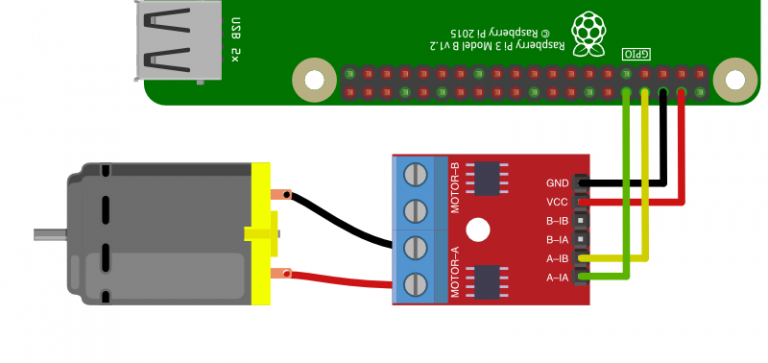 USB 2x
Raspberry Pi 3 Model B v1.2
© Raspberry Pi 2015
GPIO
MOTOR-B
MOTOR-A
GND
VCC
B-IB
B-IA
A-IB
A-IA